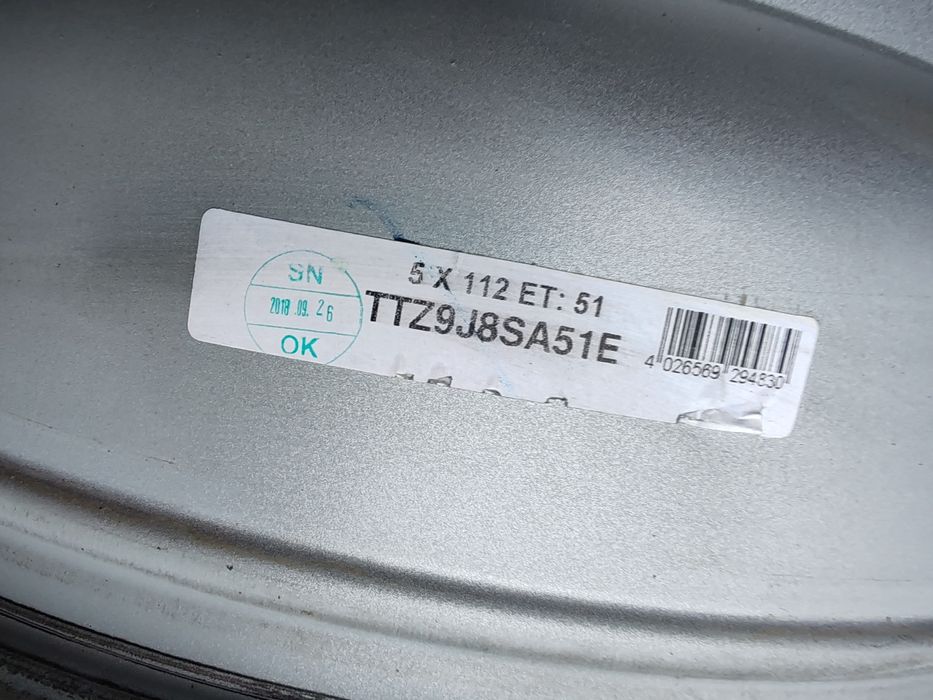 SN
2018 .09. 26
OK
5 X 112 ET: 51
TTZ9J8SA51E
4 026569 294830